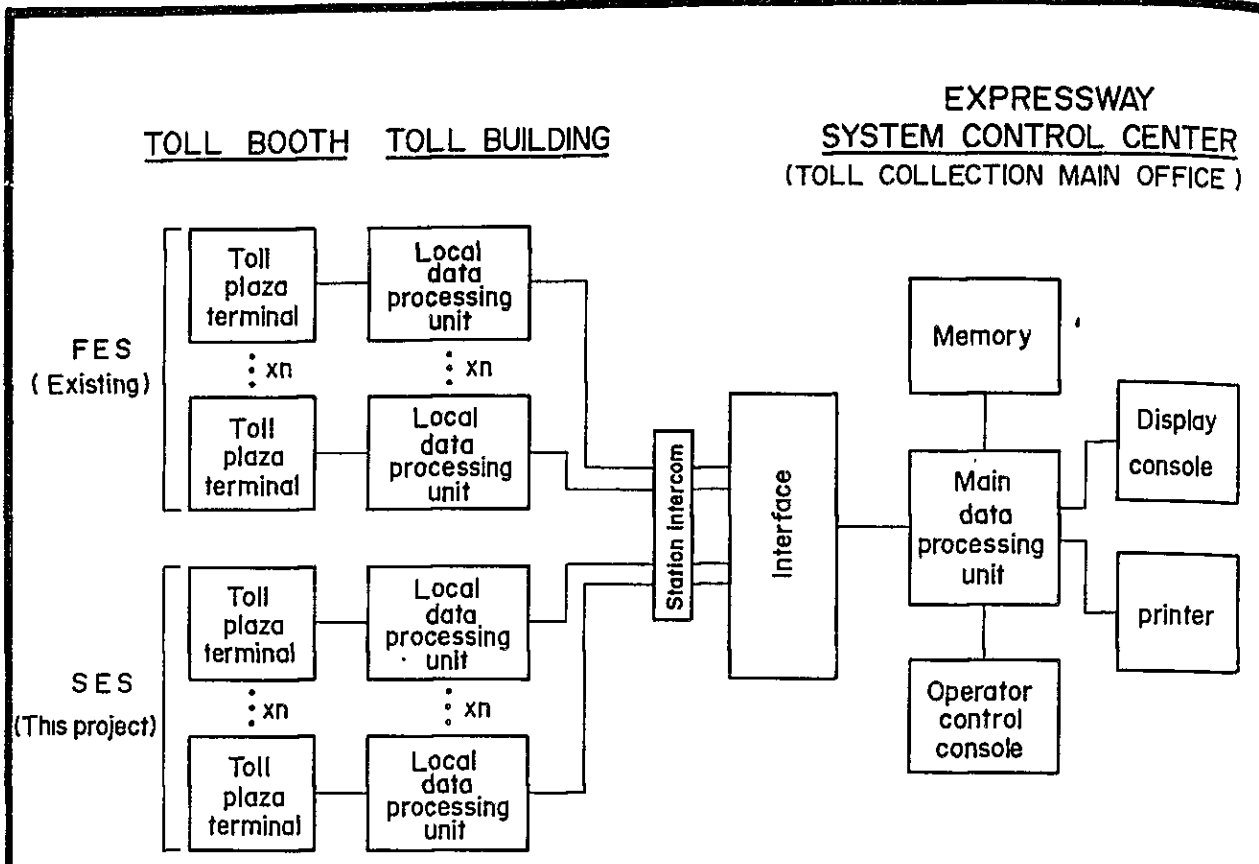 EXPRESSWAY
TOLL BOOTH TOLL BUILDING SYSTEM CONTROL CENTER
(TOLL COLLECTION MAIN OFFICE)
FES
(Existing)
Toll
plaza
terminal
Local
data
processing
unit
xn
xn
Toll
plaza
terminal
Local
data
processing
unit
SES
(This project)
Toll
plaza
terminal
Local
data
processing
unit
xn
xn
Toll
plaza
terminal
Local
data
processing
unit
Station Intercom
Interface
Memory
Main
data
processing
unit
Operator
control
console
Display
console
printer